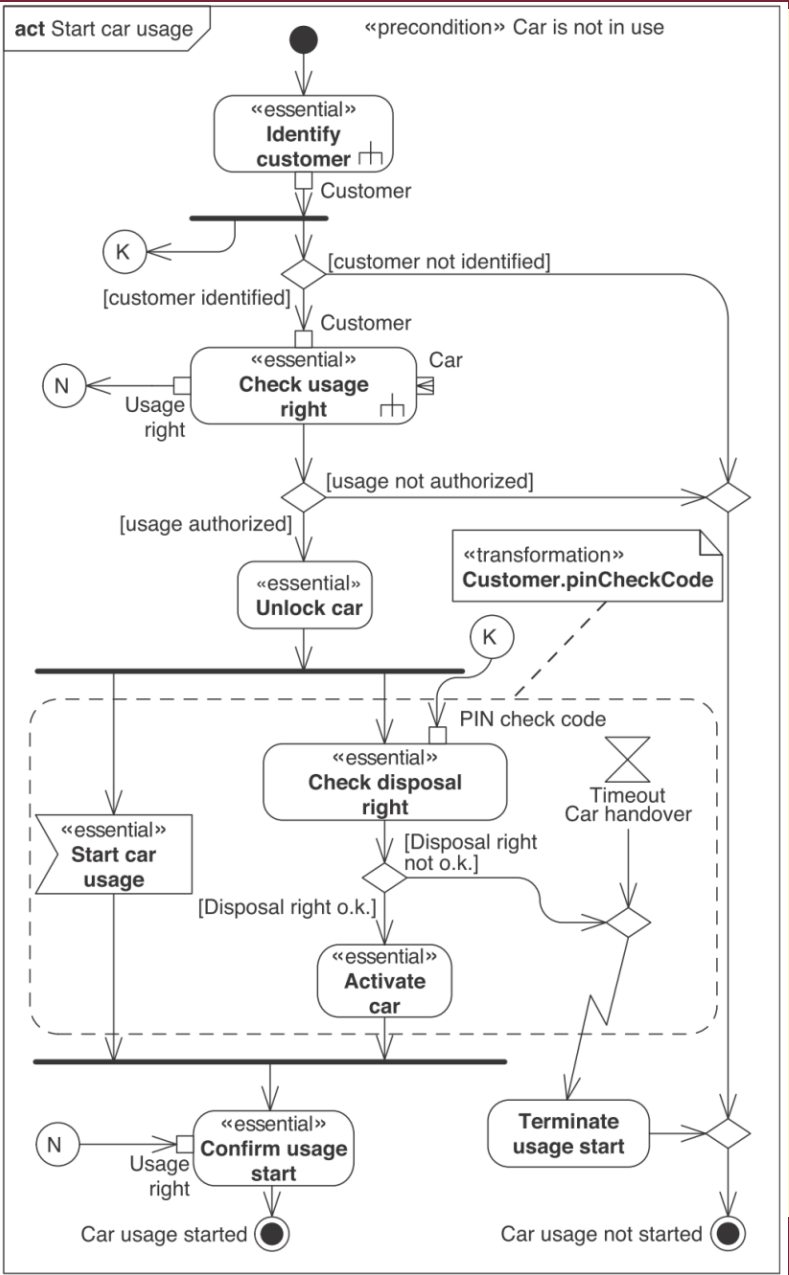 act Start car usage
«precondition» Car is not in use
«essential»
Identify
customer
Customer
K
[customer not identified]
[customer identified]
Customer
«essential»
Check usage
right
Car
N
Usage
right
[usage not authorized]
[usage authorized]
«transformation»
Customer.pinCheckCode
«essential»
Unlock car
K
PIN check code
«essential»
Check disposal
right
Timeout
Car handover
«essential»
Start car
usage
[Disposal right
not o.k.]
[Disposal right o.k.]
«essential»
Activate
car
«essential»
Confirm usage
start
N
Usage
right
Terminate
usage start
Car usage started
Car usage not started